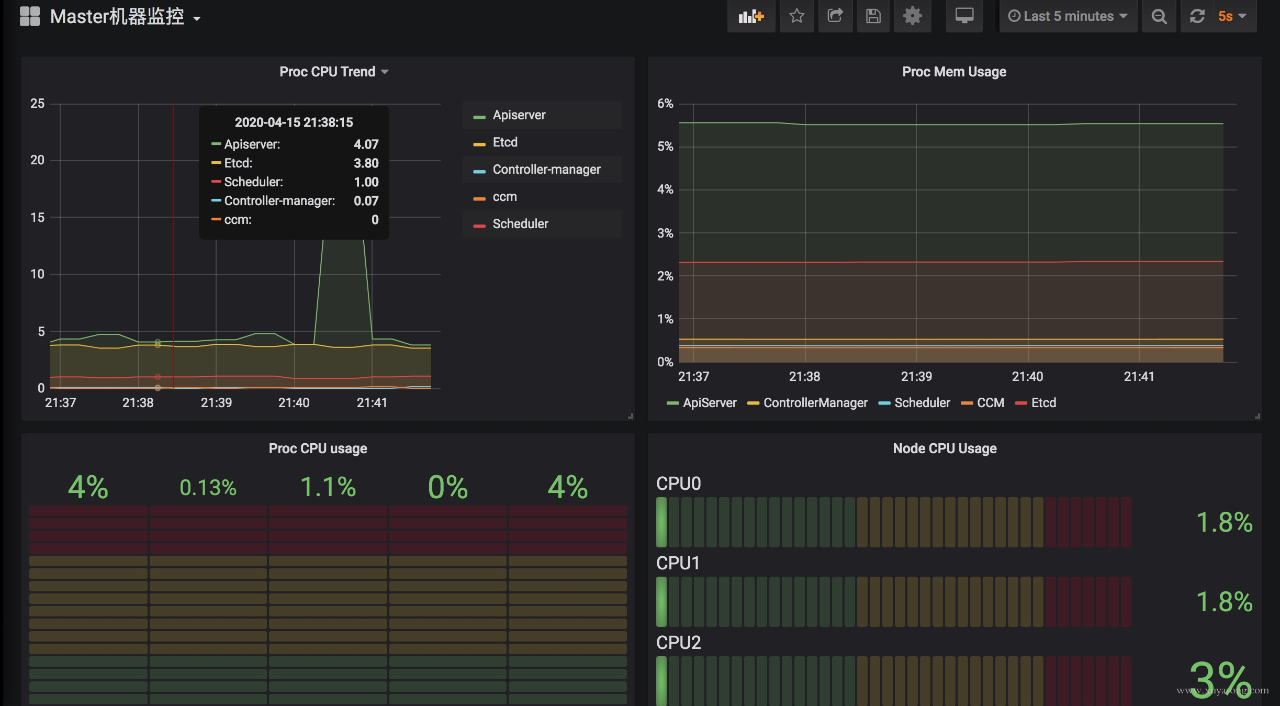 Master机器监控
Last 5 minutes
5s
Proc CPU Trend
25
20
15
10
5
0
21:37 21:38 21:39 21:40 21:41
2020-04-15 21:38:15
Apiserver: 4.07
Etcd: 3.80
Scheduler: 1.00
Controller-manager: 0.07
ccm: 0
Apiserver
Etcd
Controller-manager
ccm
Scheduler
Proc Mem Usage
6%
5%
4%
3%
2%
1%
0%
21:37 21:38 21:39 21:40 21:41
ApiServer ControllerManager Scheduler CCM Etcd
Proc CPU usage
4% 0.13% 1.1% 0% 4%
Node CPU Usage
CPU0
1.8%
CPU1
1.8%
CPU2
3%